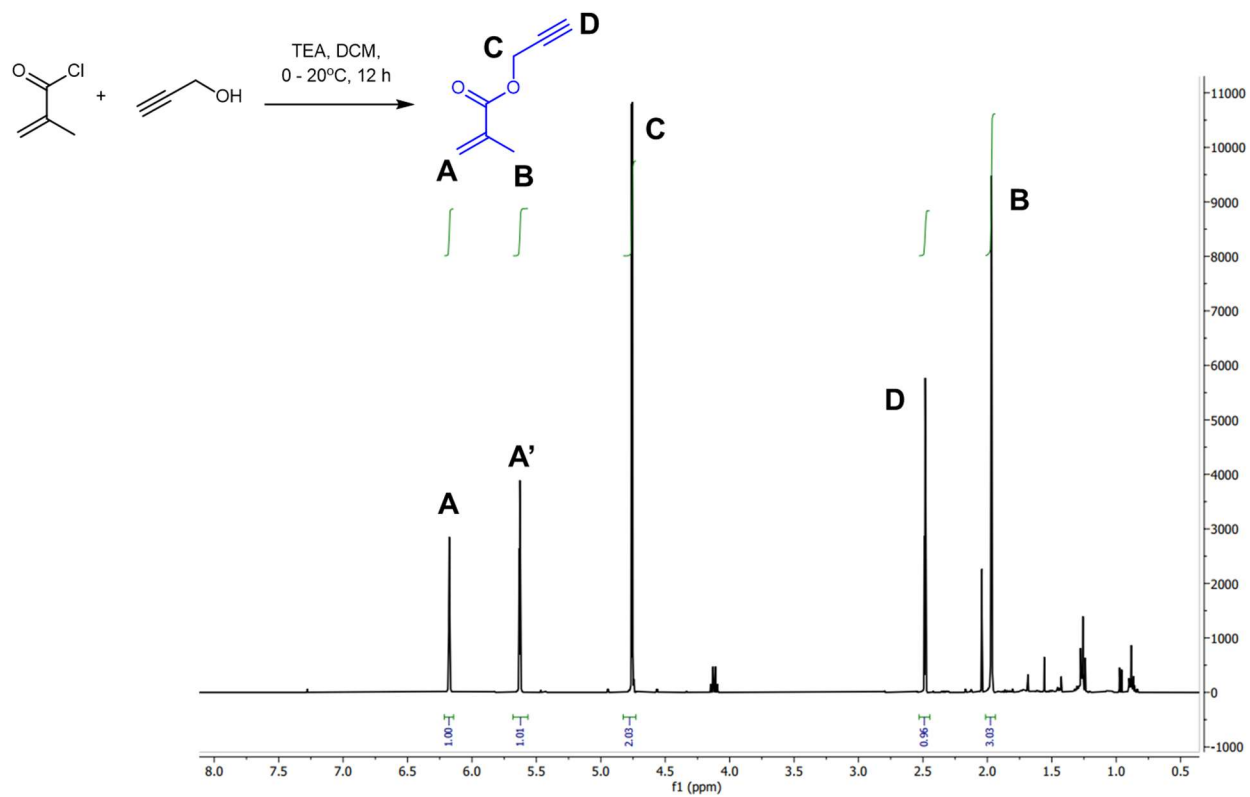 D
C
TEA, DCM,
0 - 20°C, 12 h
O
Cl
+
OH
O
O
A
B
C
B
D
A'
A
11000
10000
9000
8000
7000
6000
5000
4000
3000
2000
1000
0
-1000
1.00
1.01
2.03
0.96
3.03
8.0 7.5 7.0 6.5 6.0 5.5 5.0 4.5 4.0 3.5 3.0 2.5 2.0 1.5 1.0 0.5
f1 (ppm)